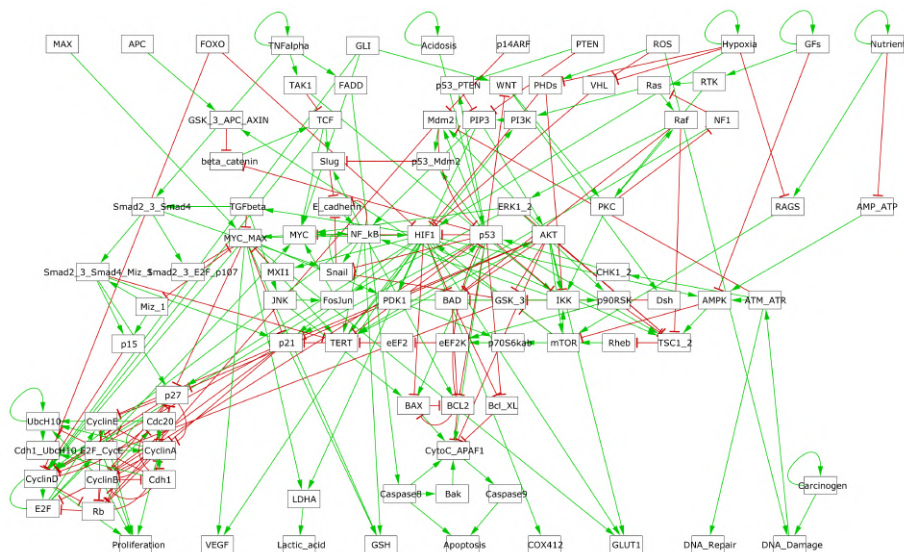 MAX APC FOXO TNFalpha GLI Acidosis p14ARF PTEN ROS Hypoxia GFs Nutrient
TAK1 FADD p53_PTEN WNT PHDs VHL Ras RTK
GSK_3_APC_AXIN TCF Mdm2 PIP3 PI3K Raf NF1
beta_catenin Slug p53_Mdm2
Smad2_3_Smad4 TGFbeta E_cadherin ERK1_2 PKC RAGS AMP_ATP
MYC_MAX MYC NF_kB HIF1 p53 AKT
Smad2_3_Smad4_Miz_1 Smad2_3_E2F_p107 MXI1 Snail CHK1_2
Miz_1 JNK FosJun PDK1 BAD GSK_3 IKK p90RSK Dsh AMPK ATM_ATR
p15 p21 TERT eEF2 eEF2K p70S6kab mTOR Rheb TSC1_2
p27
UbcH10 CyclinE Cdc20 BAX BCL2 Bcl_XL
Cdh1_UbcH10 E2F_CycE CyclinA CytoC_APAF1
CyclinD CyclinB Cdh1 Caspase8 Bak Caspase9 Carcinogen
E2F Rb LDHA
Proliferation VEGF Lactic_acid GSH Apoptosis COX412 GLUT1 DNA_Repair DNA_Damage